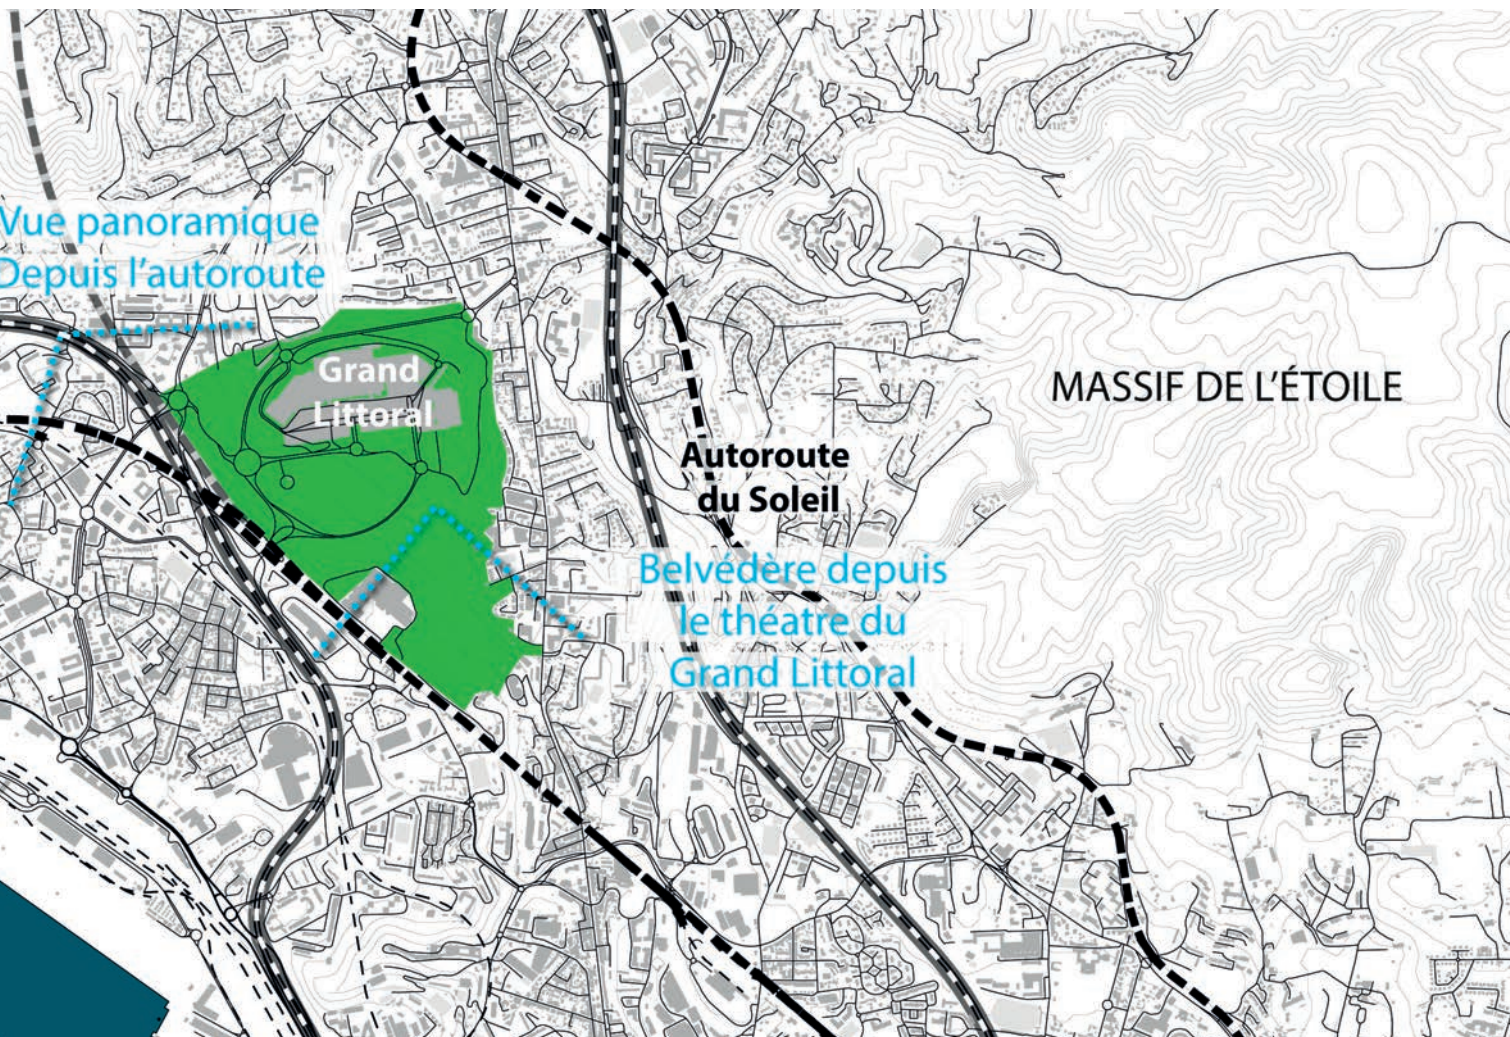 Vue panoramique
Depuis l'autoroute
Grand
Littoral
MASSIF DE L'ÉTOILE
Autoroute
du Soleil
Belvédère depuis
le théatre du
Grand Littoral